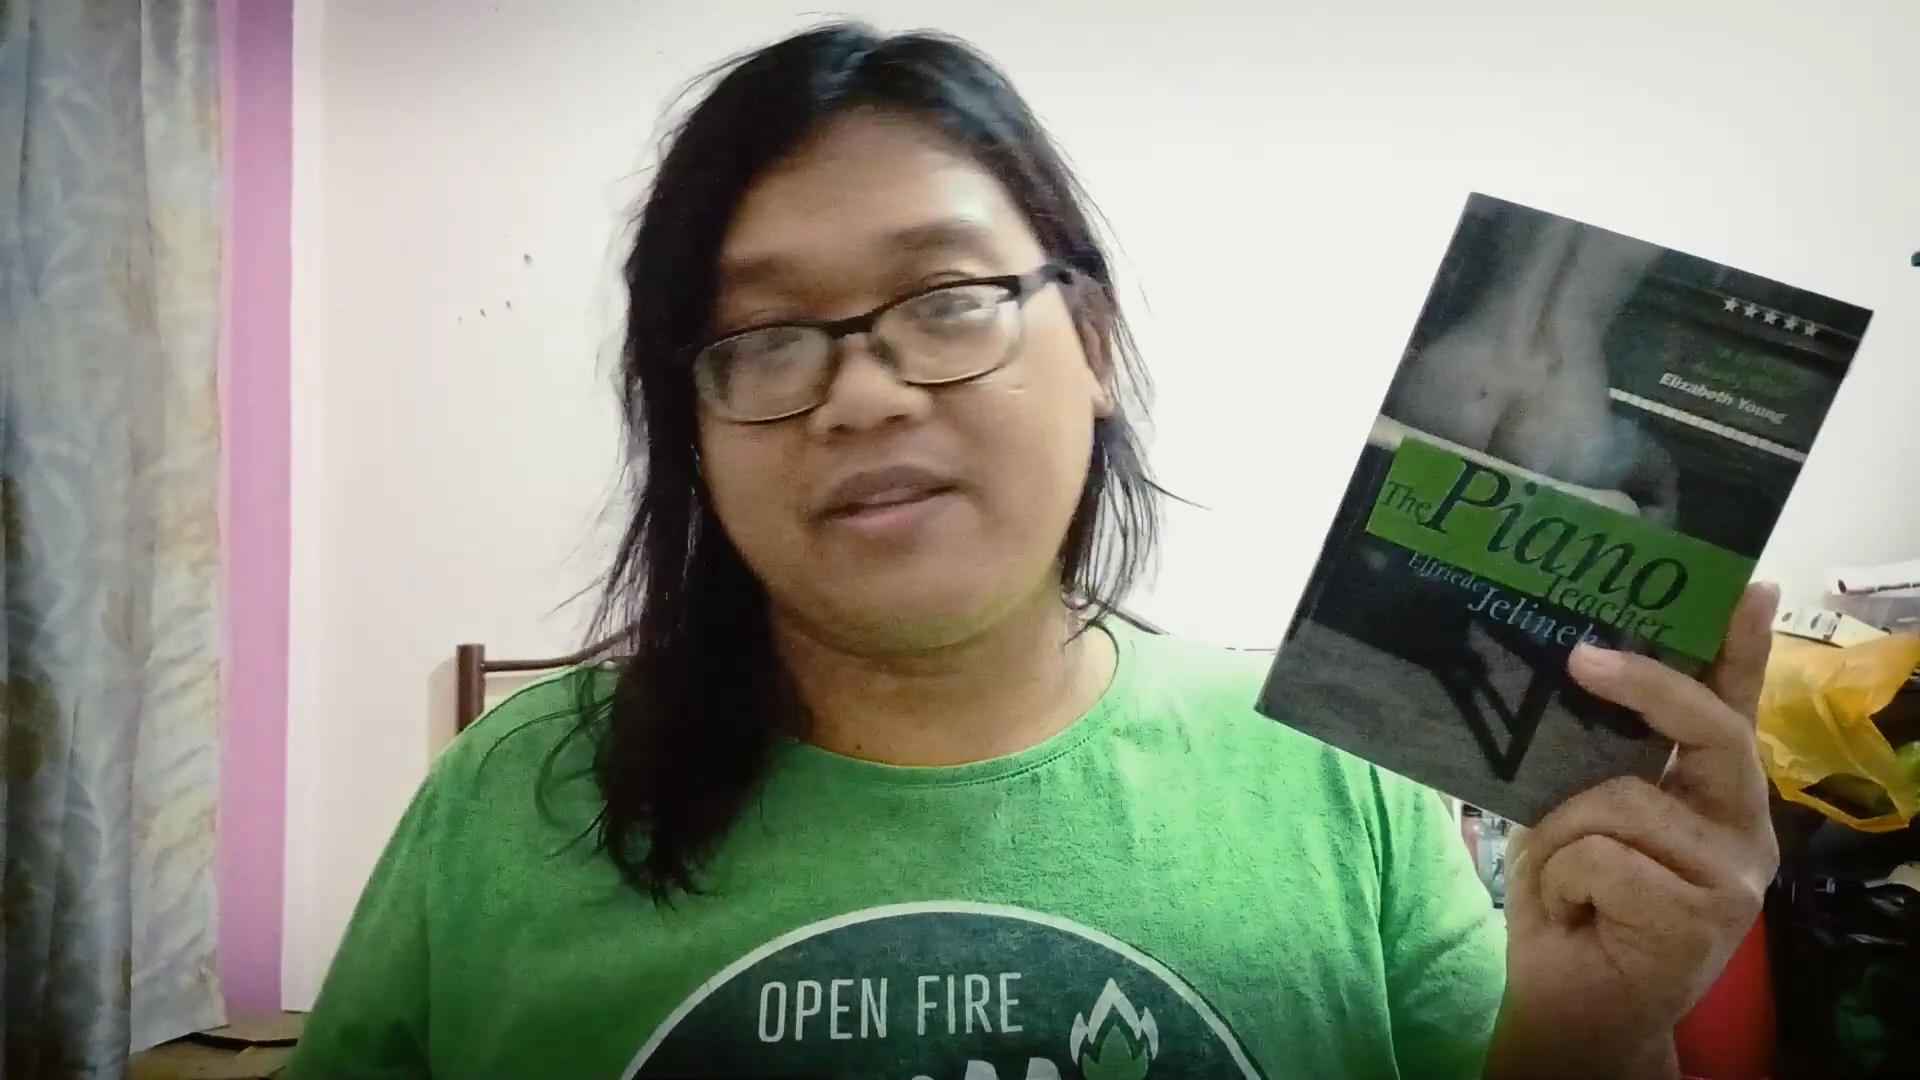 ★★★★★
Elizabeth Young
The Piano
Teacher
Elfriede
Jelinek
OPEN FIRE